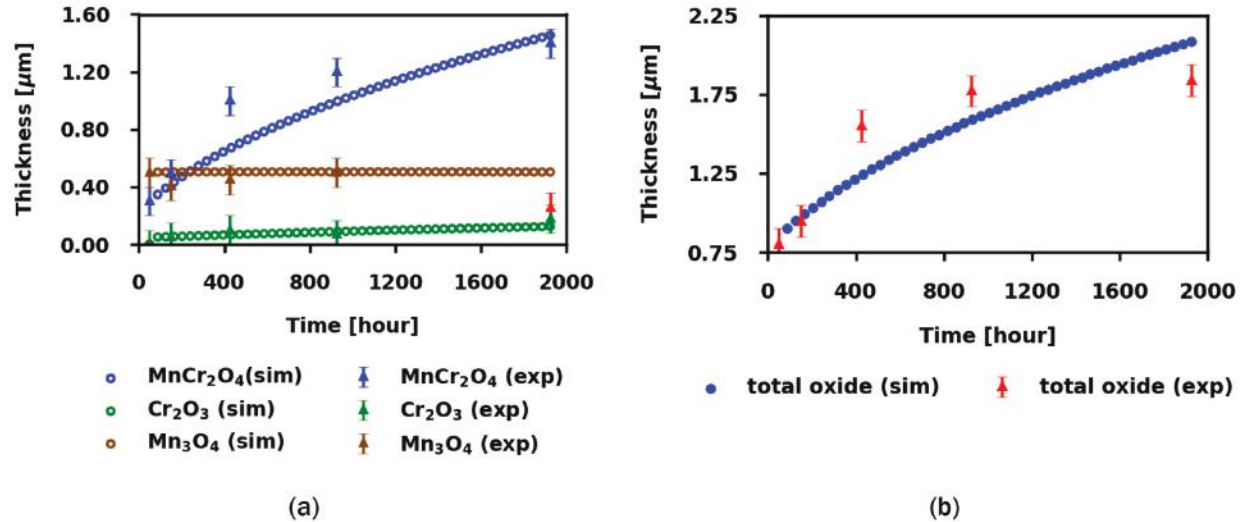 1.60
1.20
0.80
0.40
0.00
Thickness [μm]
0 400 800 1200 1600 2000
Time [hour]
MnCr₂O₄(sim) MnCr₂O₄ (exp)
Cr₂O₃ (sim) Cr₂O₃ (exp)
Mn₃O₄ (sim) Mn₃O₄ (exp)
(a)
2.25
1.75
1.25
0.75
Thickness [μm]
0 400 800 1200 1600 2000
Time [hour]
total oxide (sim) total oxide (exp)
(b)